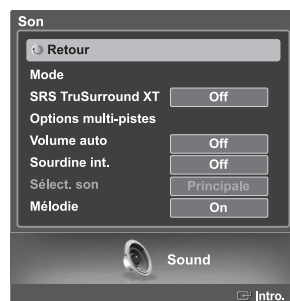 Son
Retour
Mode
SRS TruSurround XT Off
Options multi-pistes
Volume auto Off
Sourdine int. Off
Sélect. son Principale
Mélodie On
Sound
Intro.